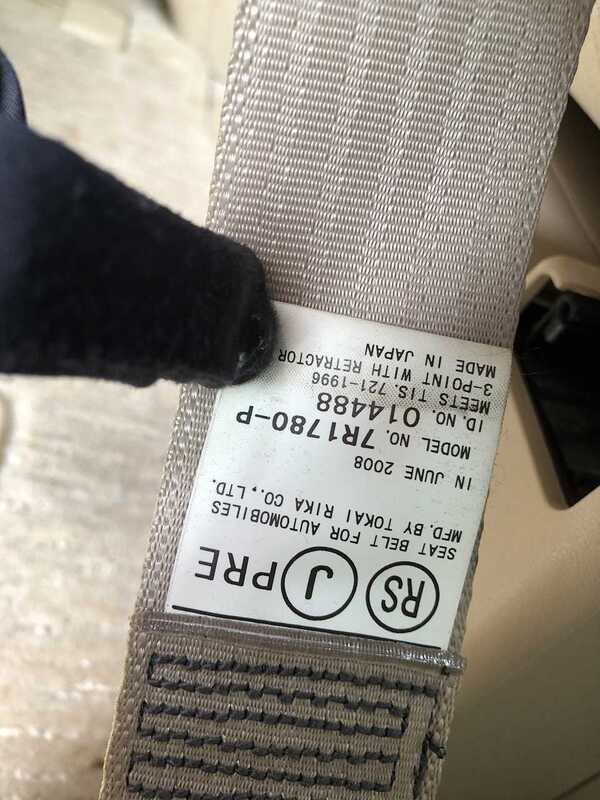 RS J PRE
SEAT BELT FOR AUTOMOBILES
MFD. BY TOKAI RIKA CO., LTD.
IN JUNE 2008
MODEL NO. 7R1780-P
ID. NO. 014488
MEETS TIS. 721-1996
3-POINT WITH RETRACTOR
MADE IN JAPAN